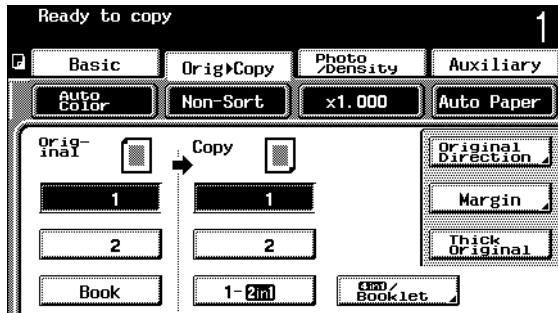 Ready to copy
1
Basic
Orig▸Copy
Photo
/Density
Auxiliary
Auto
Color
Non-Sort
x1.000
Auto Paper
Orig-
inal
Copy
Original
Direction
1
1
Margin
2
2
Thick
Original
Book
1-2in1
4in1/
Booklet